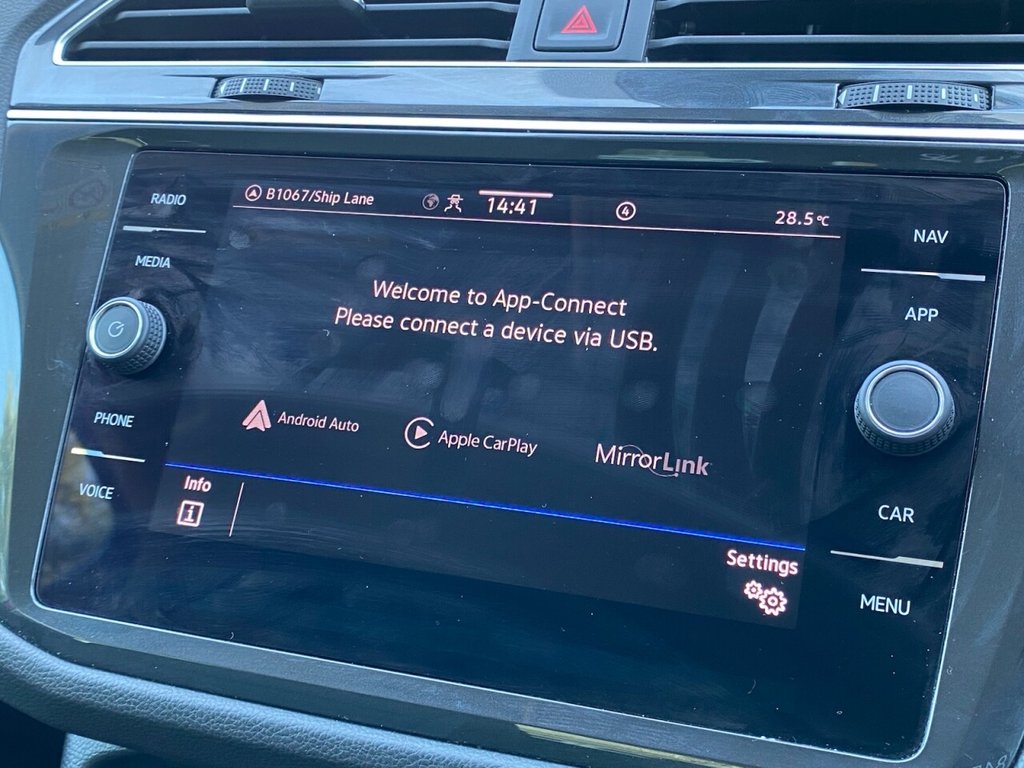 RADIO
MEDIA
PHONE
VOICE
B1067/Ship Lane
14:41
4
28.5°C
Welcome to App-Connect
Please connect a device via USB.
Android Auto
Apple CarPlay
MirrorLink
Info
Settings
NAV
APP
CAR
MENU